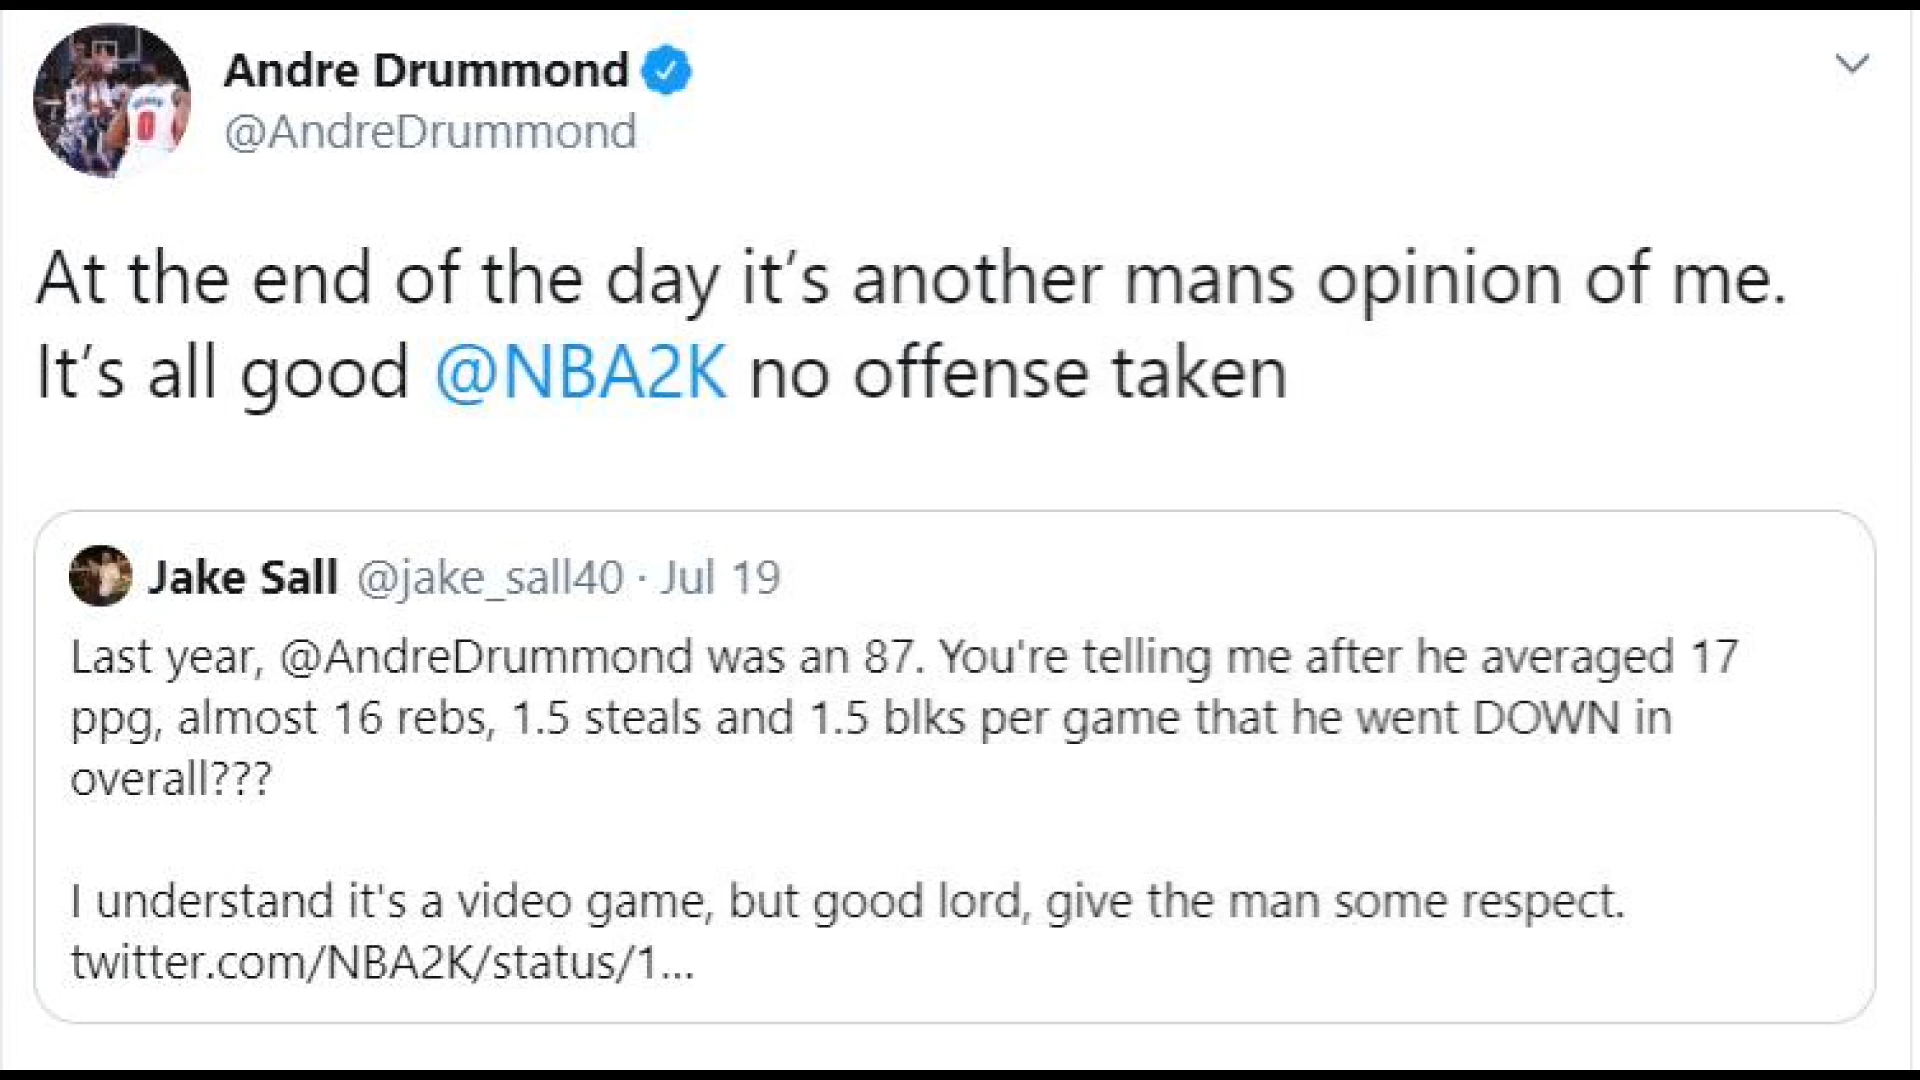 Andre Drummond
@AndreDrummond
At the end of the day it’s another mans opinion of me.
It’s all good @NBA2K no offense taken
Jake Sall @jake_sall40 · Jul 19
Last year, @AndreDrummond was an 87. You're telling me after he averaged 17
ppg, almost 16 rebs, 1.5 steals and 1.5 blks per game that he went DOWN in
overall???
I understand it's a video game, but good lord, give the man some respect.
twitter.com/NBA2K/status/1...